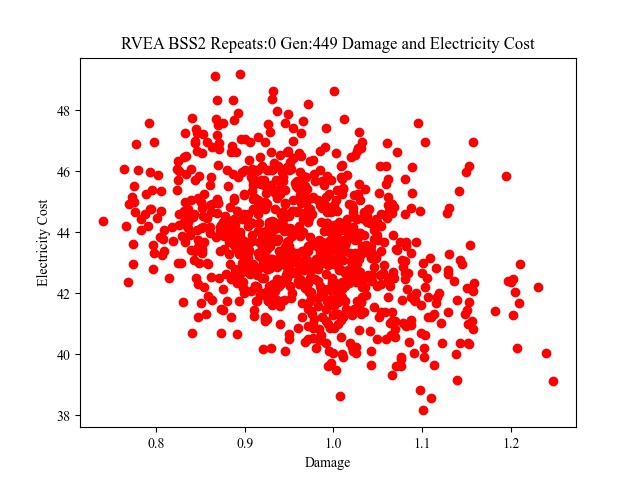 RVEA BSS2 Repeats:0 Gen:449 Damage and Electricity Cost
48
46
44
42
40
38
Electricity Cost
0.8 0.9 1.0 1.1 1.2
Damage